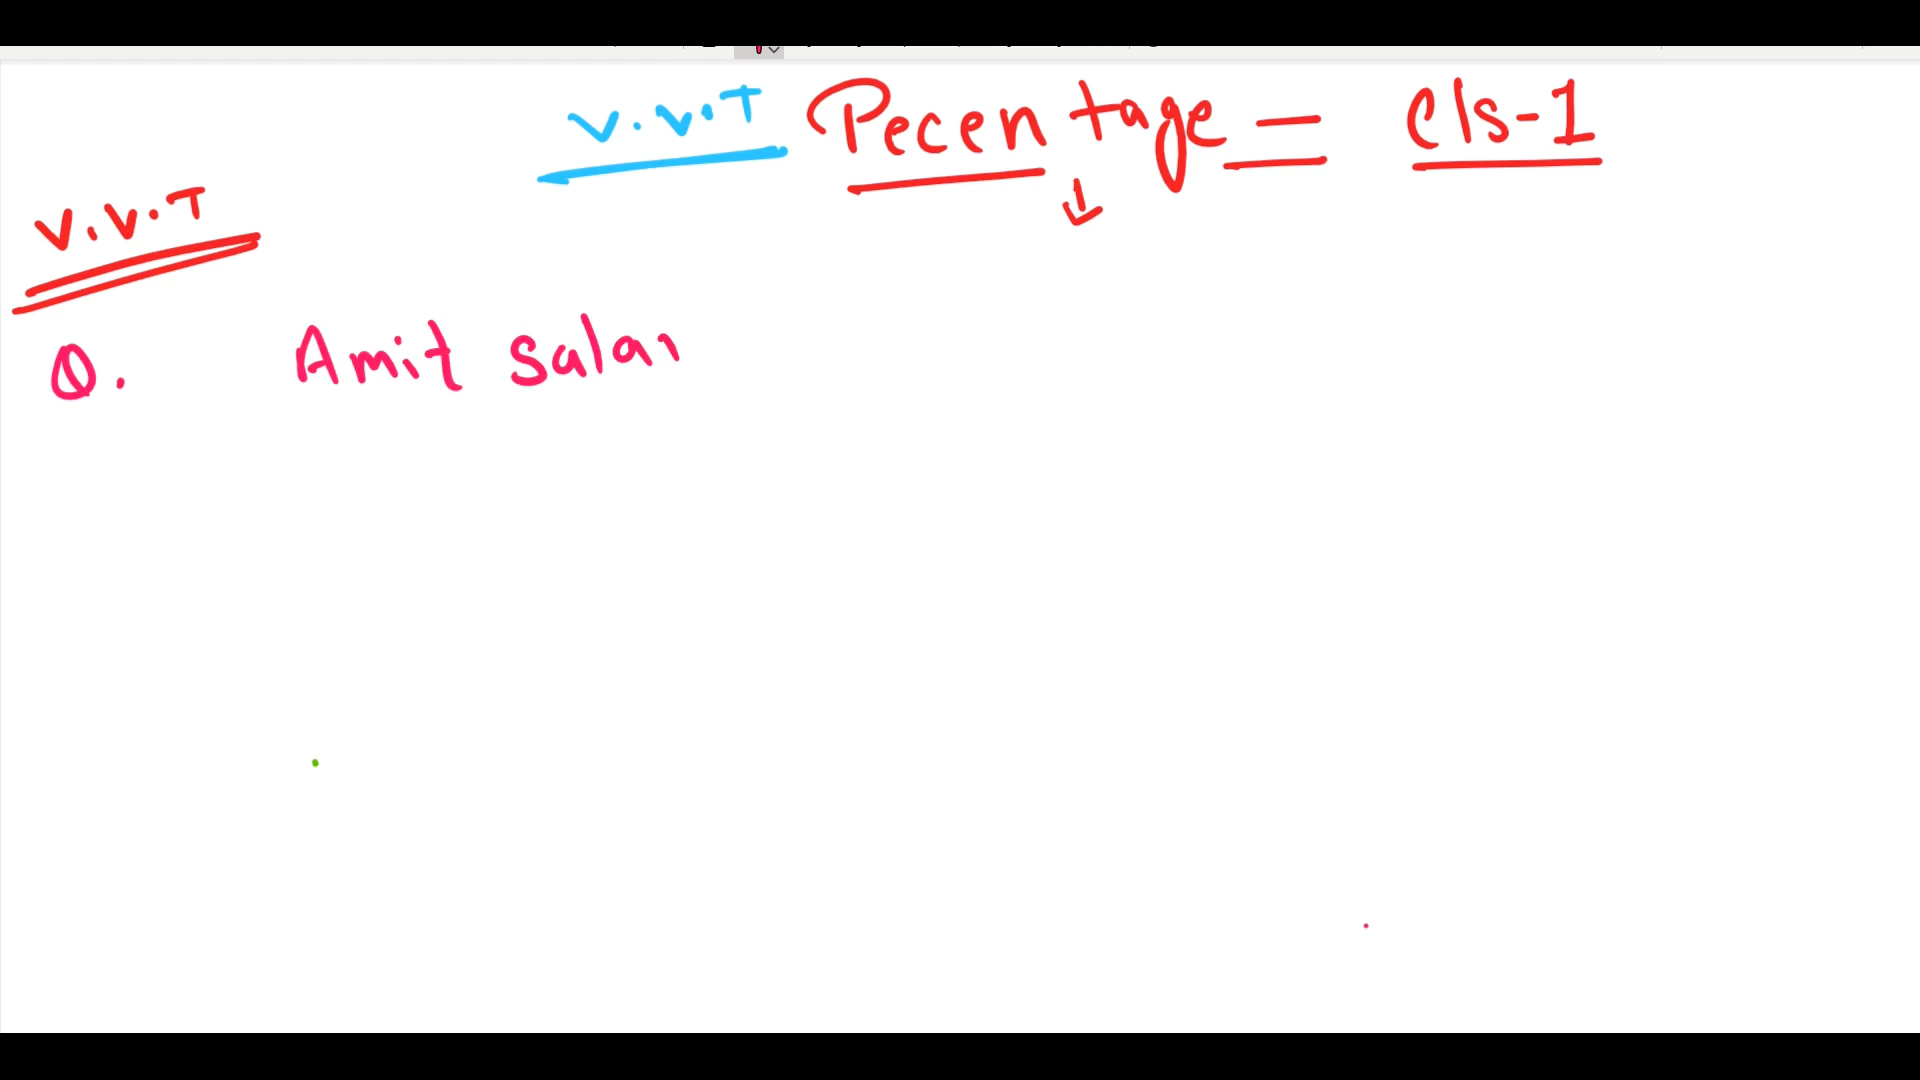 V.V.T Pecentage = Cls-1
V.V.T
Q. Amit Salar